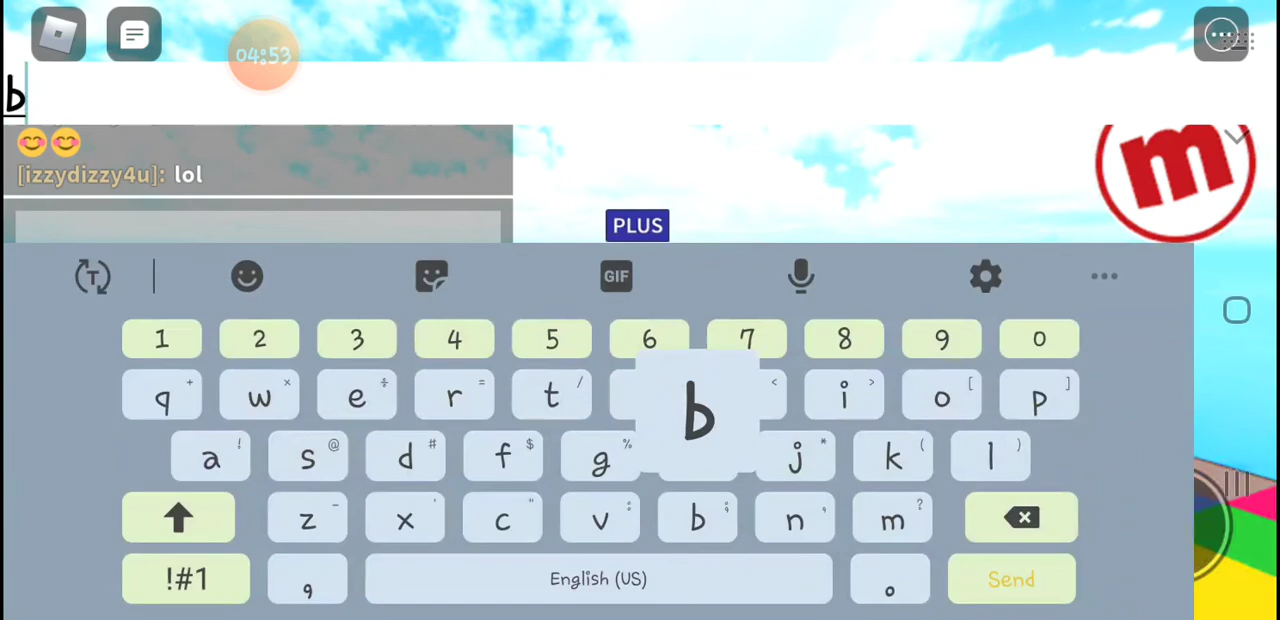 04:53
b
[izzydizzy4u]: lol
m
PLUS
T GIF
1 2 3 4 5 6 7 8 9 0
q + w × e ÷ r = t / < i > o [ p ]
b
a ! s @ d # f $ g % j * k ( l )
z - x ' c " v : b ; n , m ?
!#1 , English (US) . Send